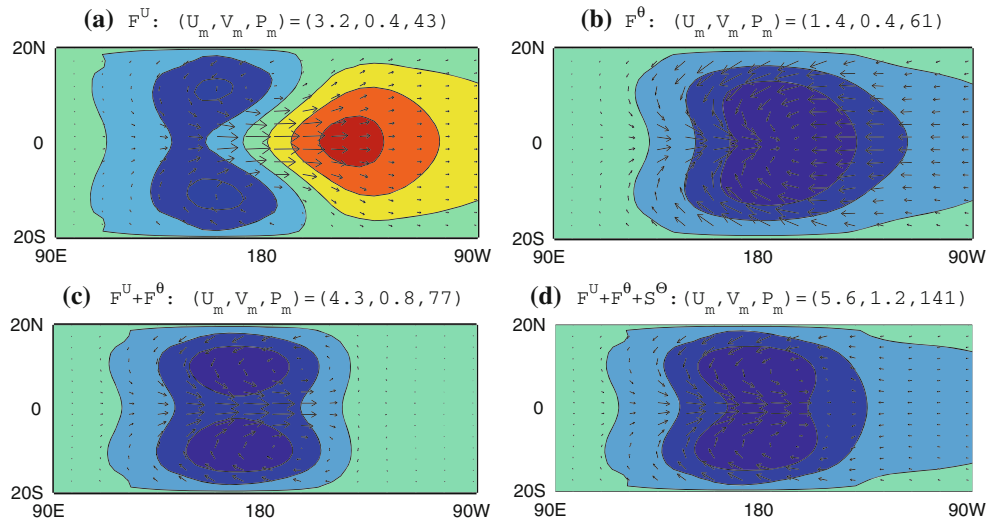 (a) F^U: (U_m,V_m,P_m)=(3.2,0.4,43)
(b) F^θ: (U_m,V_m,P_m)=(1.4,0.4,61)
20N
0
20S
90E 180 90W
20N
0
20S
90E 180 90W
(c) F^U+F^θ: (U_m,V_m,P_m)=(4.3,0.8,77)
(d) F^U+F^θ+S^Θ:(U_m,V_m,P_m)=(5.6,1.2,141)
20N
0
20S
90E 180 90W
20N
0
20S
90E 180 90W